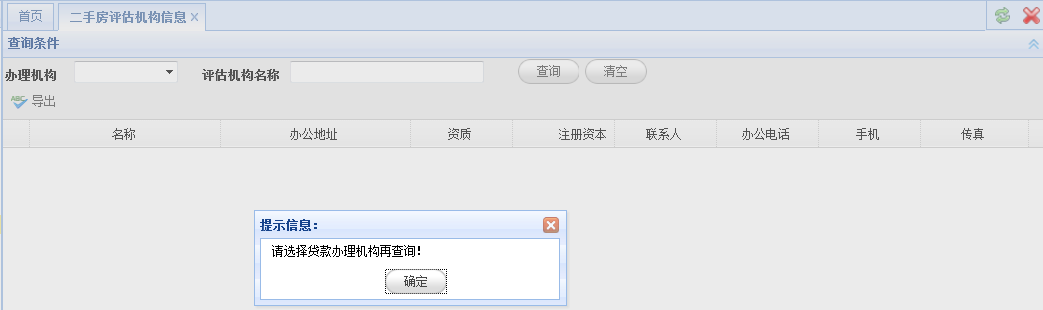 首页 二手房评估机构信息
查询条件
办理机构 评估机构名称 查询 清空
ABC 导出
名称 办公地址 资质 注册资本 联系人 办公电话 手机 传真
提示信息：
请选择贷款办理机构再查询！
确定